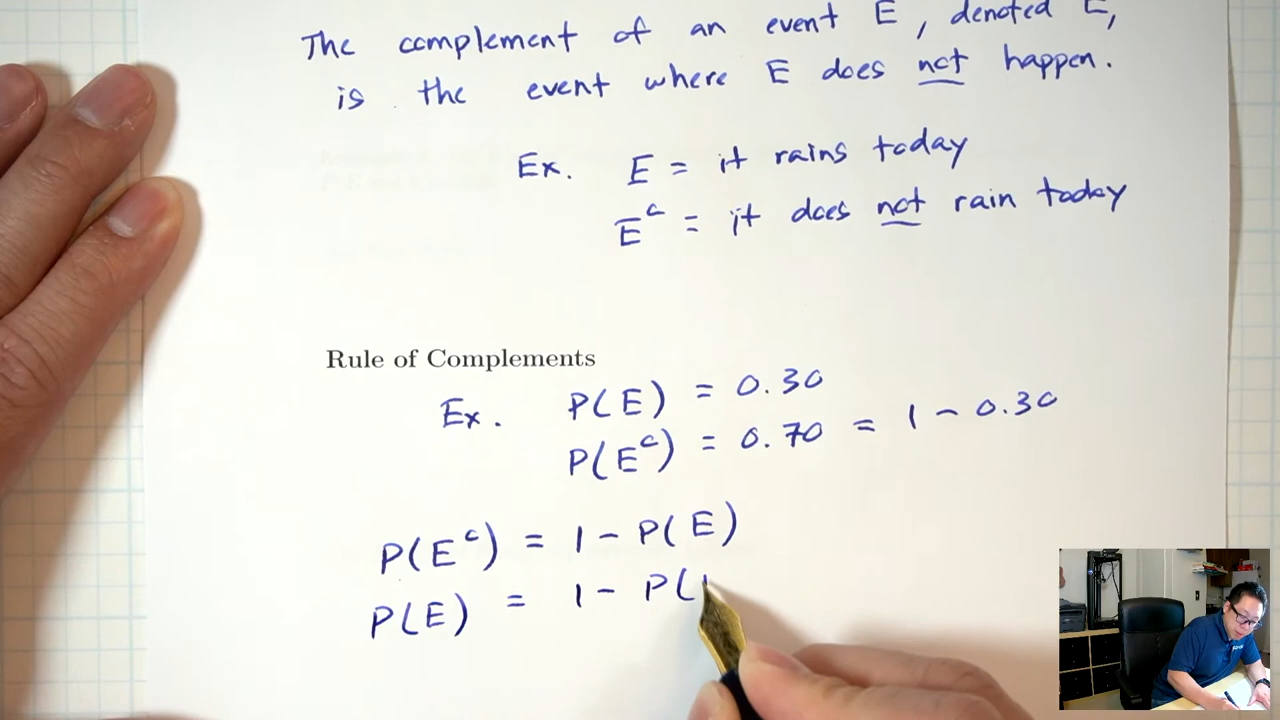 The complement of an event E, denoted E,
is the event where E does not happen.
Ex. E = it rains today
E^c = it does not rain today
Rule of Complements
Ex. P(E) = 0.30
P(E^c) = 0.70 = 1 - 0.30
P(E^c) = 1 - P(E)
P(E) = 1 - P(